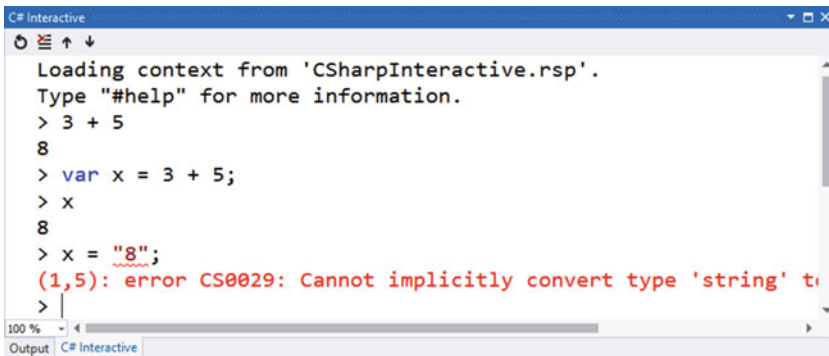 C# Interactive
Loading context from 'CSharpInteractive.rsp'.
Type "#help" for more information.
> 3 + 5
8
> var x = 3 + 5;
> x
8
> x = "8";
(1,5): error CS0029: Cannot implicitly convert type 'string' t
>
100 %
Output C# Interactive